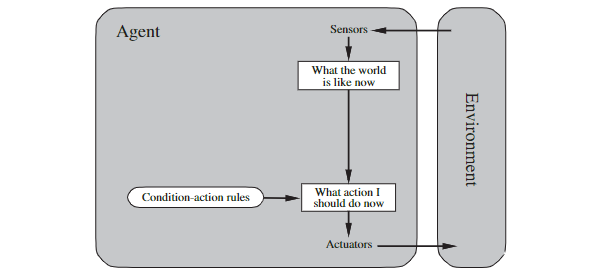 Agent
Sensors
What the world
is like now
Environment
Condition-action rules
What action I
should do now
Actuators